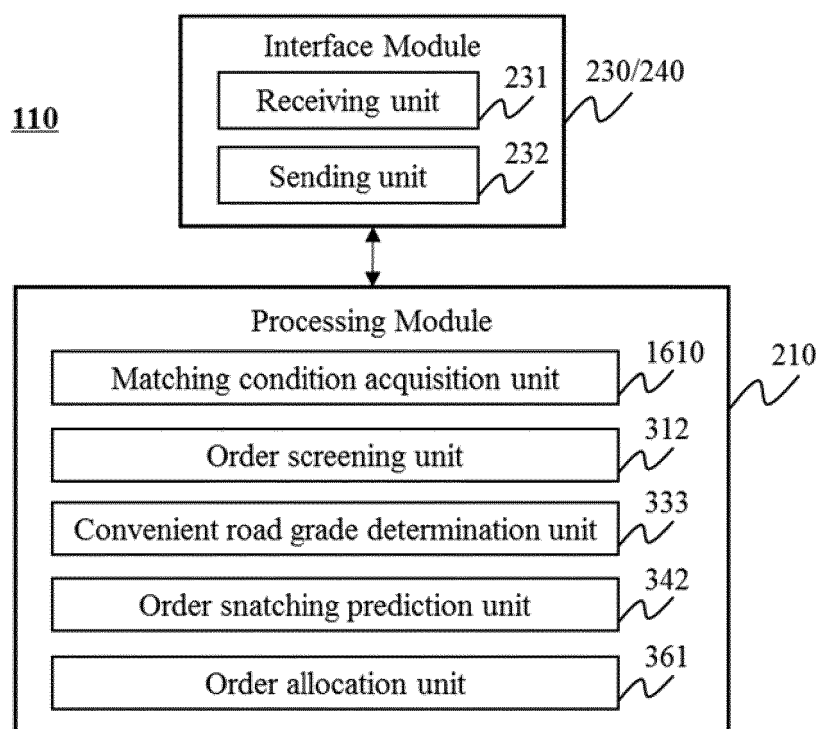 110
Interface Module
Receiving unit
231
Sending unit
232
230/240
Processing Module
210
Matching condition acquisition unit
1610
Order screening unit
312
Convenient road grade determination unit
333
Order snatching prediction unit
342
Order allocation unit
361